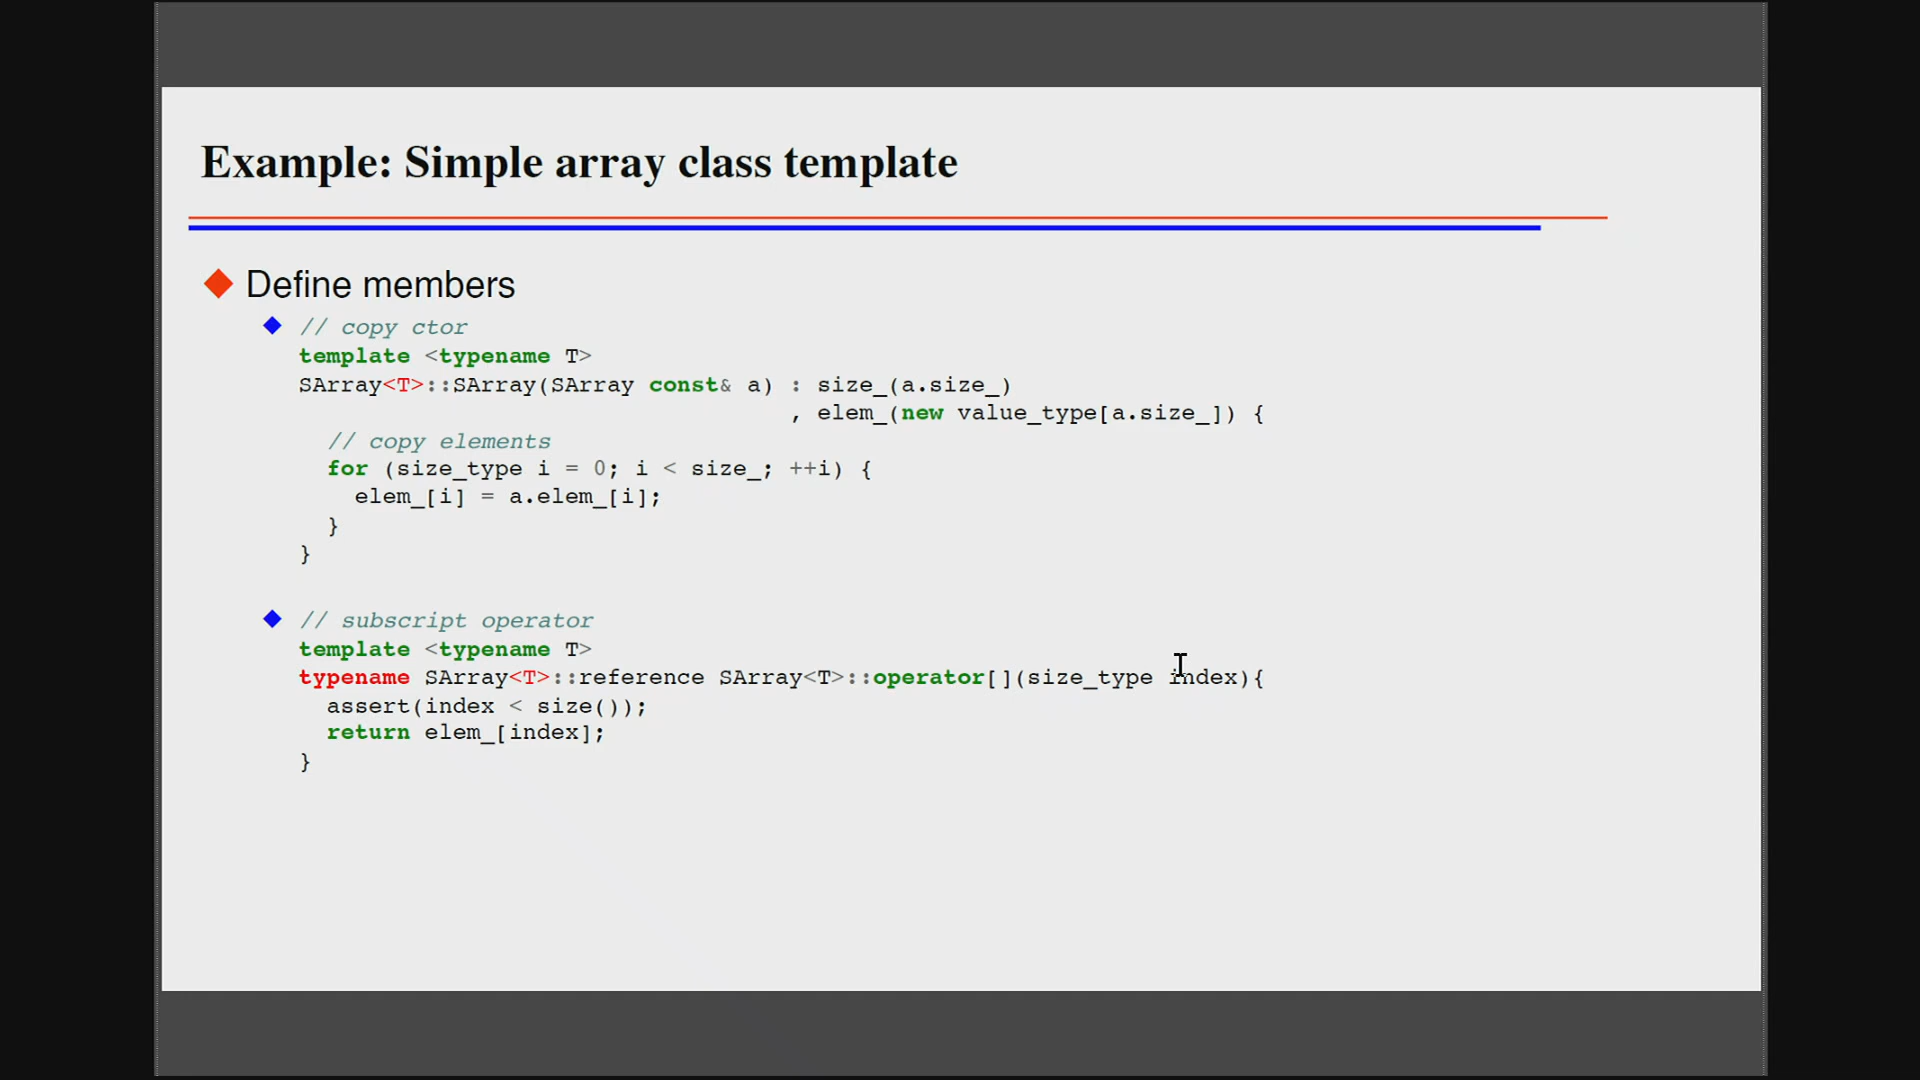 Example: Simple array class template
Define members
// copy ctor
template <typename T>
SArray<T>::SArray(SArray const& a) : size_(a.size_)
, elem_(new value_type[a.size_]) {
// copy elements
for (size_type i = 0; i < size_; ++i) {
elem_[i] = a.elem_[i];
}
}
// subscript operator
template <typename T>
typename SArray<T>::reference SArray<T>::operator[](size_type index){
assert(index < size());
return elem_[index];
}